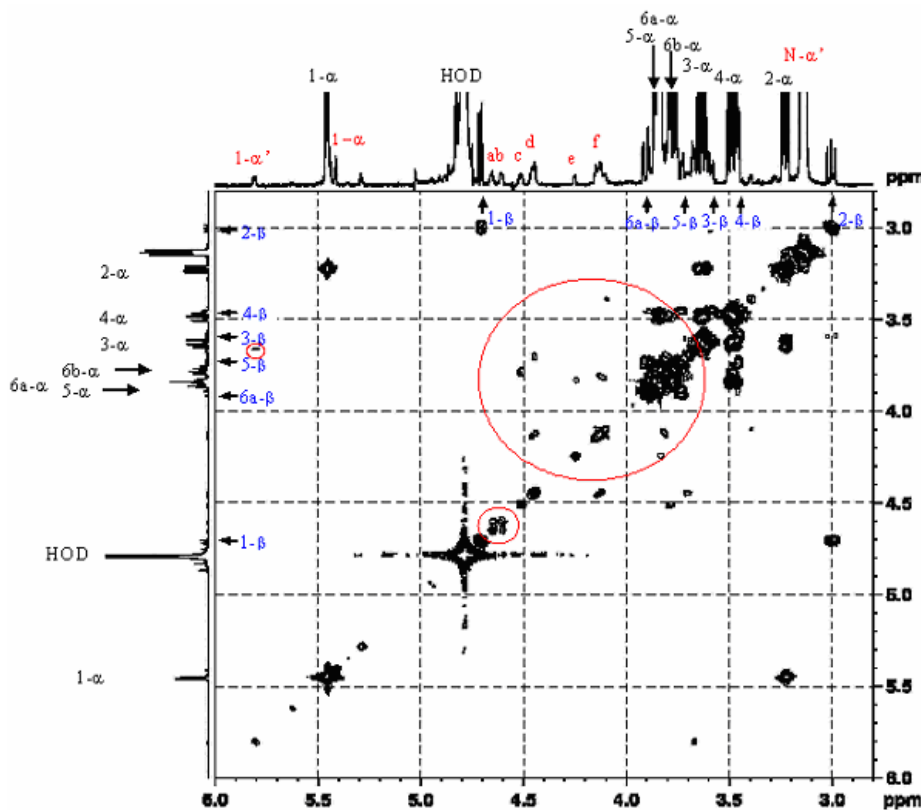 6a-α
5-α
6b-α
N-α'
1-α
HOD
3-α
4-α
2-α
1-α'
1-α
ab
c
d
e
f
ppm
1-β
6a-β
5-β
3-β
4-β
2-β
2-β
2-α
4-β
4-α
3-β
3-α
6b-α
5-β
6a-α
5-α
6a-β
1-β
HOD
1-α
3.0
3.5
4.0
4.5
5.0
5.5
6.0
6.0
5.5
5.0
4.5
4.0
3.5
3.0
ppm